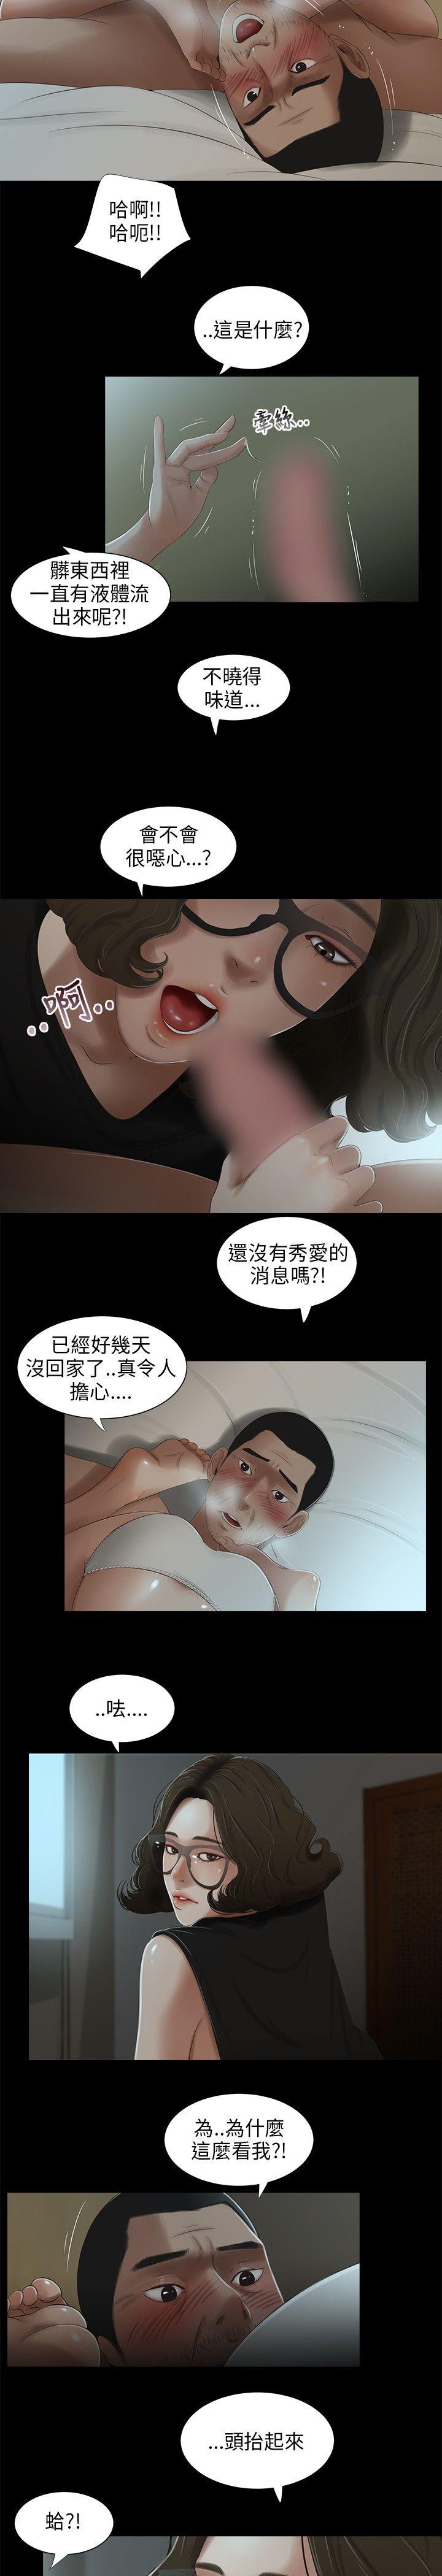 哈啊!!
哈呃!!
..這是什麼?
牽絲..
髒東西裡
一直有液體流
出來呢?!
不曉得
味道...
會不會
很噁心...?
..啊..
還沒有秀愛的
消息嗎?!
已經好幾天
沒回家了..真令人
擔心....
..呿....
為..為什麼
這麼看我?!
...頭抬起來
蛤?!